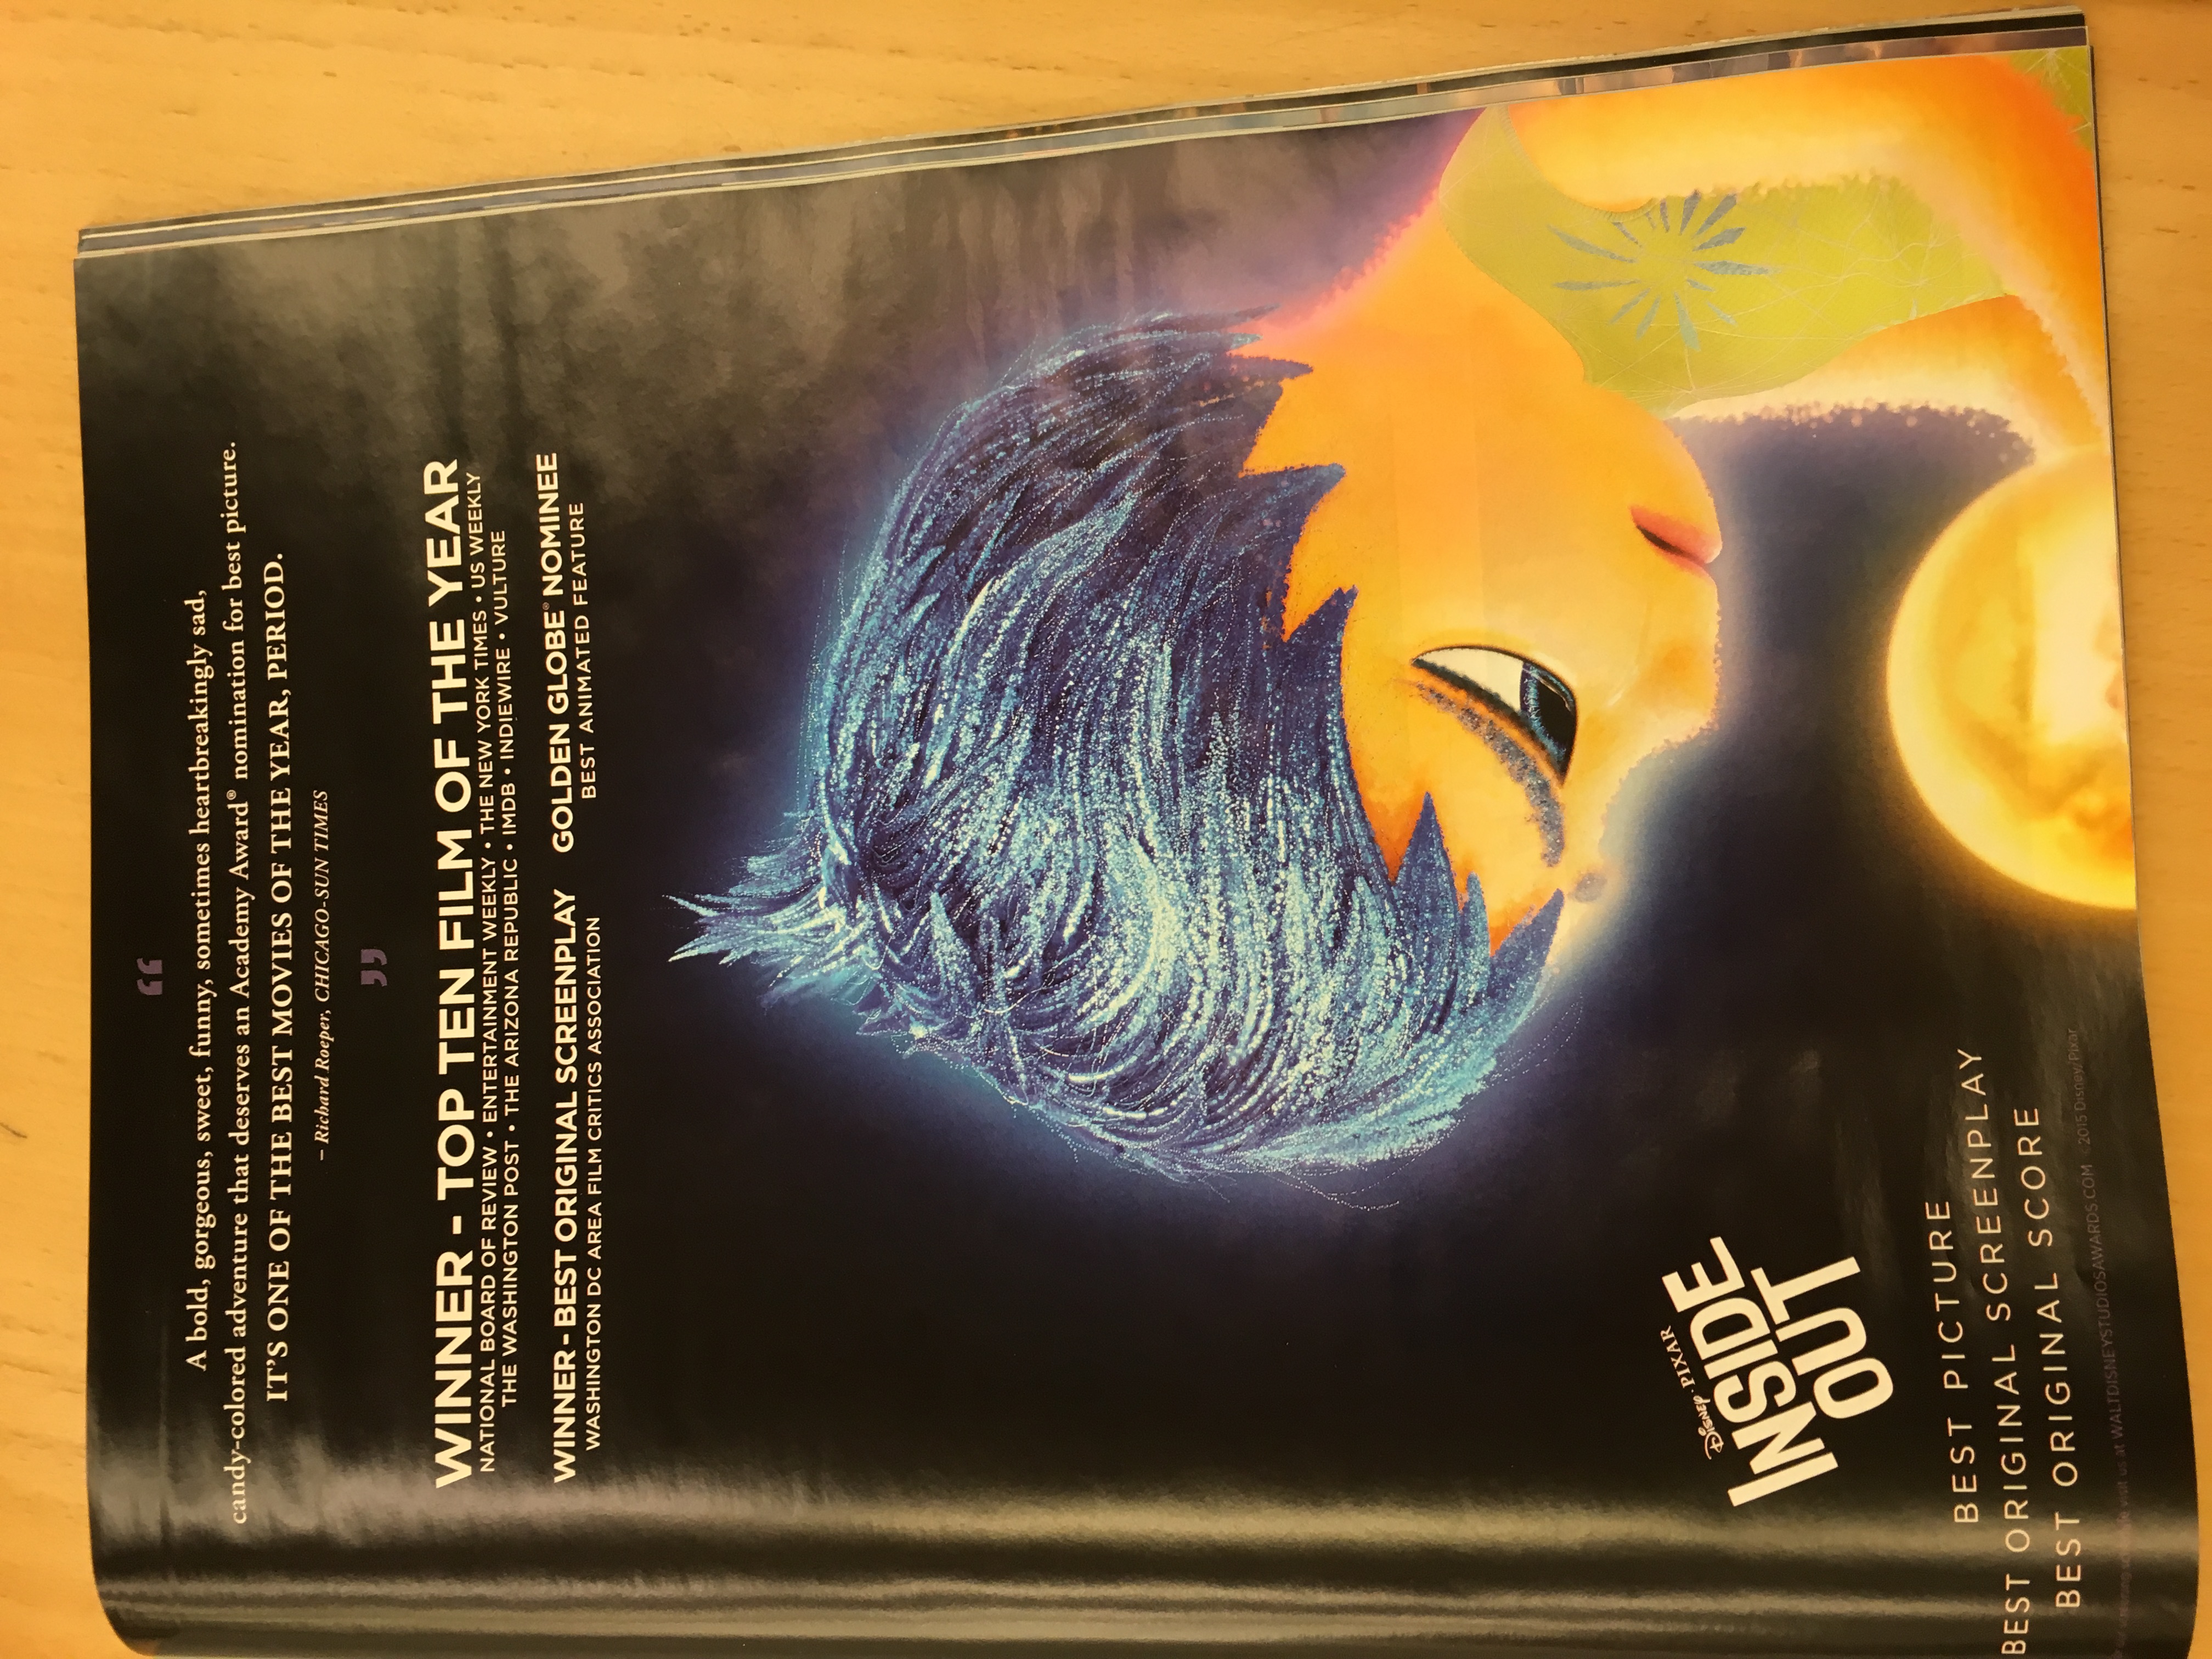 “
A bold, gorgeous, sweet, funny, sometimes heartbreakingly sad,
candy-colored adventure that deserves an Academy Award® nomination for best picture.
IT’S ONE OF THE BEST MOVIES OF THE YEAR, PERIOD.
– Richard Roeper, CHICAGO-SUN TIMES
”
WINNER - TOP TEN FILM OF THE YEAR
NATIONAL BOARD OF REVIEW • ENTERTAINMENT WEEKLY • THE NEW YORK TIMES • US WEEKLY
THE WASHINGTON POST • THE ARIZONA REPUBLIC • IMDB • INDIEWIRE • VULTURE
WINNER - BEST ORIGINAL SCREENPLAY
WASHINGTON DC AREA FILM CRITICS ASSOCIATION
GOLDEN GLOBE® NOMINEE
BEST ANIMATED FEATURE
DISNEY·PIXAR
INSIDE
OUT
BEST PICTURE
BEST ORIGINAL SCREENPLAY
BEST ORIGINAL SCORE
screening schedule visit us at WALTDISNEYSTUDIOSAWARDS.COM 2015 Disney/Pixar